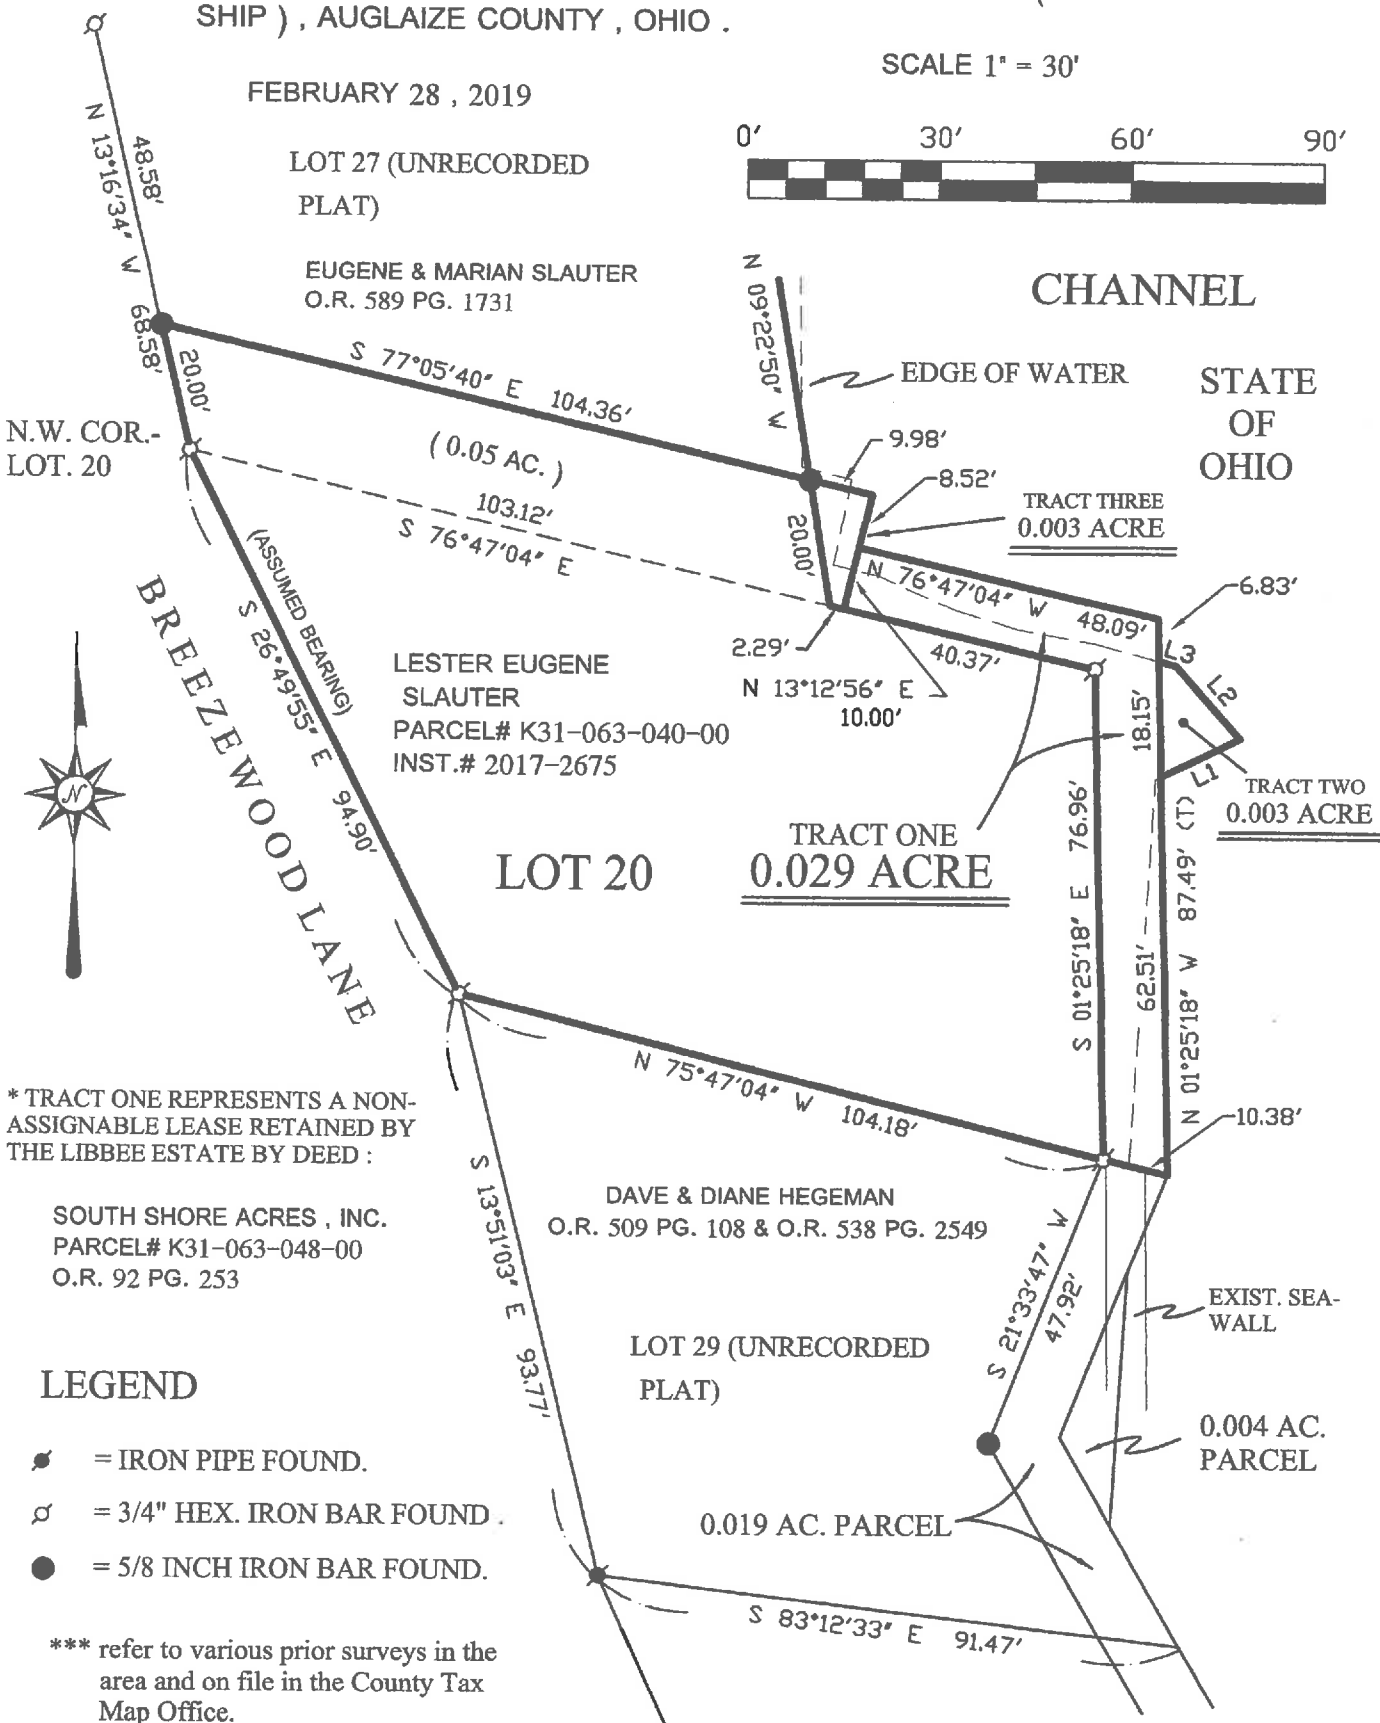 SHIP ) , AUGLAIZE COUNTY , OHIO .
FEBRUARY 28 , 2019
SCALE 1" = 30'
0' 30' 60' 90'
LOT 27 (UNRECORDED
PLAT)
EUGENE & MARIAN SLAUTER
O.R. 589 PG. 1731
N 13°16'34" W
48.58'
68.58'
20.00'
N.W. COR.-
LOT. 20
S 77°05'40" E 104.36'
( 0.05 AC. )
103.12'
S 76°47'04" E
N 09°22'50" W
EDGE OF WATER
CHANNEL
STATE
OF
OHIO
9.98'
8.52'
20.00'
TRACT THREE
0.003 ACRE
N 76°47'04" W
48.09'
6.83'
2.29'
40.37'
N 13°12'56" E
10.00'
L3
L2
L1
18.15'
TRACT TWO
0.003 ACRE
(ASSUMED BEARING)
S 26°49'55" E 94.90'
BREEZEWOOD LANE
N
LESTER EUGENE
SLAUTER
PARCEL# K31-063-040-00
INST.# 2017-2675
LOT 20
TRACT ONE
0.029 ACRE
S 01°25'18" E 76.96'
62.51'
N 01°25'18" W 87.49' (T)
10.38'
N 75°47'04" W 104.18'
* TRACT ONE REPRESENTS A NON-
ASSIGNABLE LEASE RETAINED BY
THE LIBBEE ESTATE BY DEED :
SOUTH SHORE ACRES , INC.
PARCEL# K31-063-048-00
O.R. 92 PG. 253
S 13°51'03" E 93.77'
DAVE & DIANE HEGEMAN
O.R. 509 PG. 108 & O.R. 538 PG. 2549
S 21°33'47" W
47.92'
EXIST. SEA-
WALL
LOT 29 (UNRECORDED
PLAT)
0.004 AC.
PARCEL
0.019 AC. PARCEL
S 83°12'33" E 91.47'
LEGEND
= IRON PIPE FOUND.
= 3/4" HEX. IRON BAR FOUND .
= 5/8 INCH IRON BAR FOUND.
*** refer to various prior surveys in the
area and on file in the County Tax
Map Office.